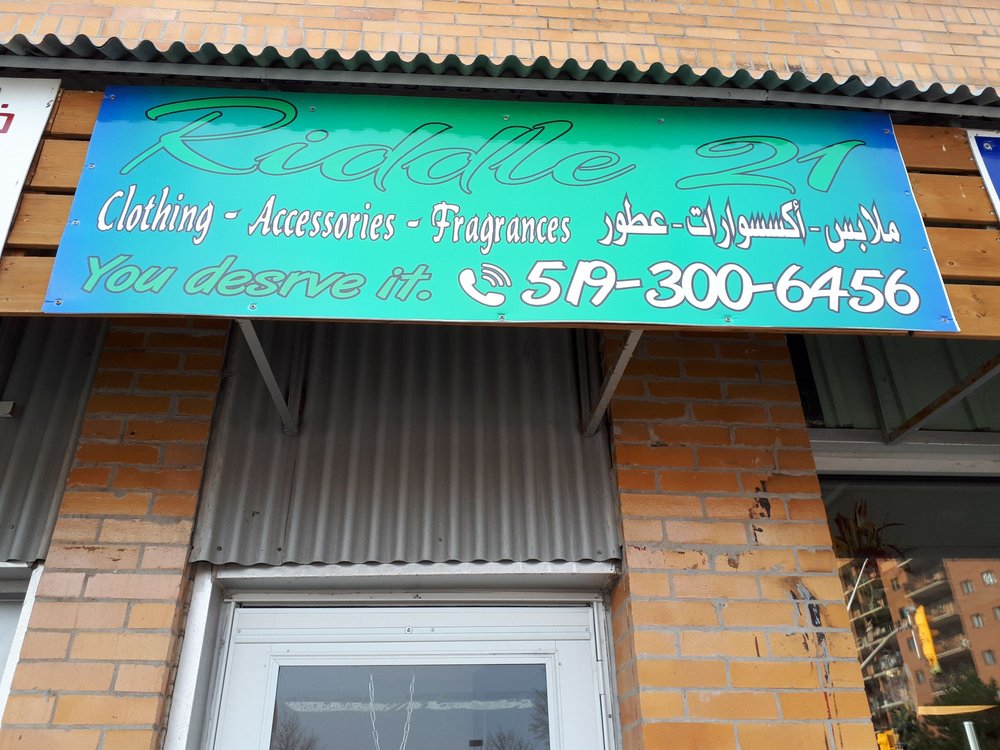 Riddle 21
Clothing - Accessories - Fragrances ملابس - أكسسوارات - عطور
You desrve it. 519-300-6456